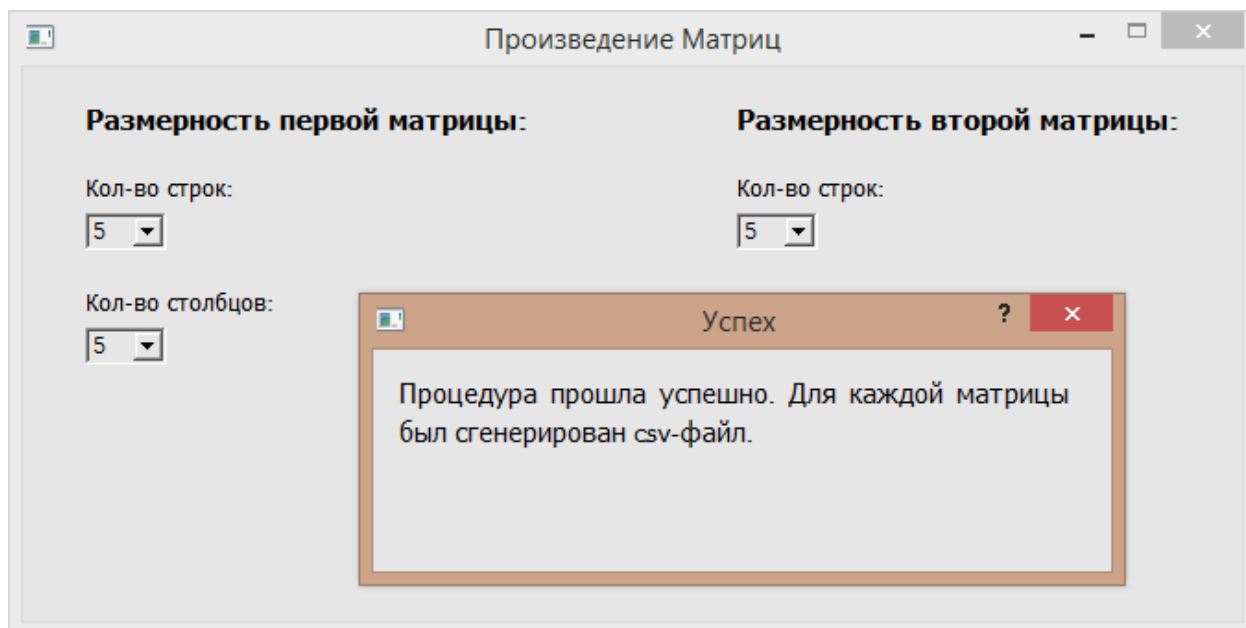 Произведение Матриц
Размерность первой матрицы:
Размерность второй матрицы:
Кол-во строк:
Кол-во строк:
5
5
Кол-во столбцов:
5
Успех
?
Процедура прошла успешно. Для каждой матрицы
был сгенерирован csv-файл.